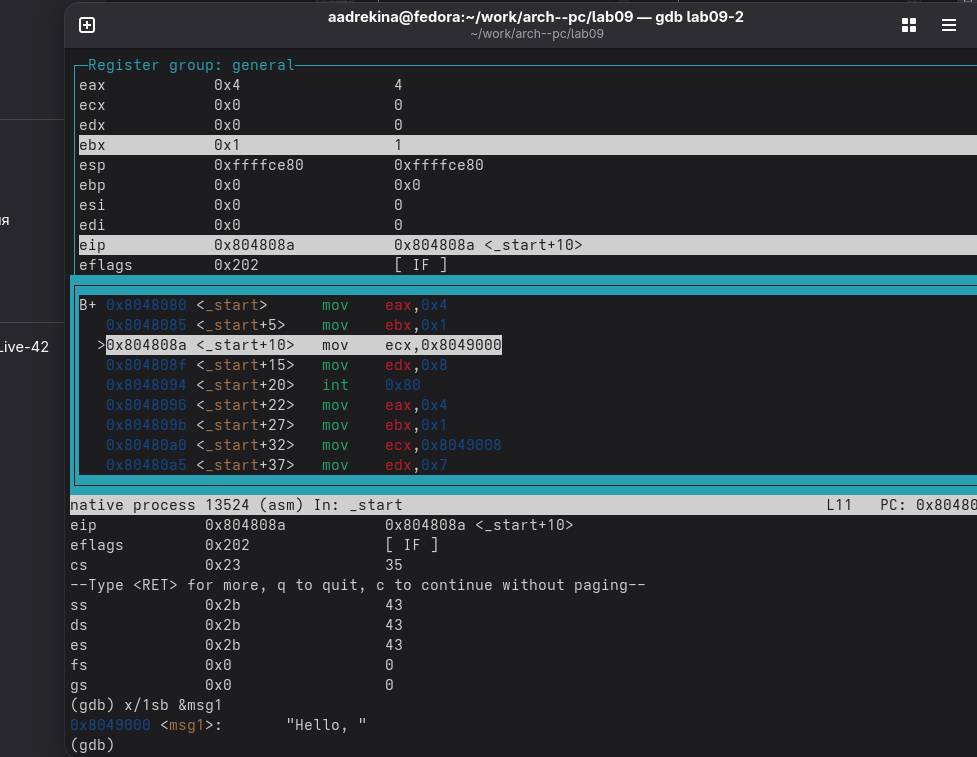 aadrekina@fedora:~/work/arch--pc/lab09 — gdb lab09-2
~/work/arch--pc/lab09
Register group: general
eax 0x4 4
ecx 0x0 0
edx 0x0 0
ebx 0x1 1
esp 0xffffce80 0xffffce80
ebp 0x0 0x0
esi 0x0 0
edi 0x0 0
eip 0x804808a 0x804808a <_start+10>
eflags 0x202 [ IF ]
B+ 0x8048080 <_start> mov eax,0x4
0x8048085 <_start+5> mov ebx,0x1
>0x804808a <_start+10> mov ecx,0x8049000
0x804808f <_start+15> mov edx,0x8
0x8048094 <_start+20> int 0x80
0x8048096 <_start+22> mov eax,0x4
0x804809b <_start+27> mov ebx,0x1
0x80480a0 <_start+32> mov ecx,0x8049008
0x80480a5 <_start+37> mov edx,0x7
native process 13524 (asm) In: _start L11 PC: 0x80480
eip 0x804808a 0x804808a <_start+10>
eflags 0x202 [ IF ]
cs 0x23 35
--Type <RET> for more, q to quit, c to continue without paging--
ss 0x2b 43
ds 0x2b 43
es 0x2b 43
fs 0x0 0
gs 0x0 0
(gdb) x/1sb &msg1
0x8049000 <msg1>: "Hello, "
(gdb)
ия
Live-42